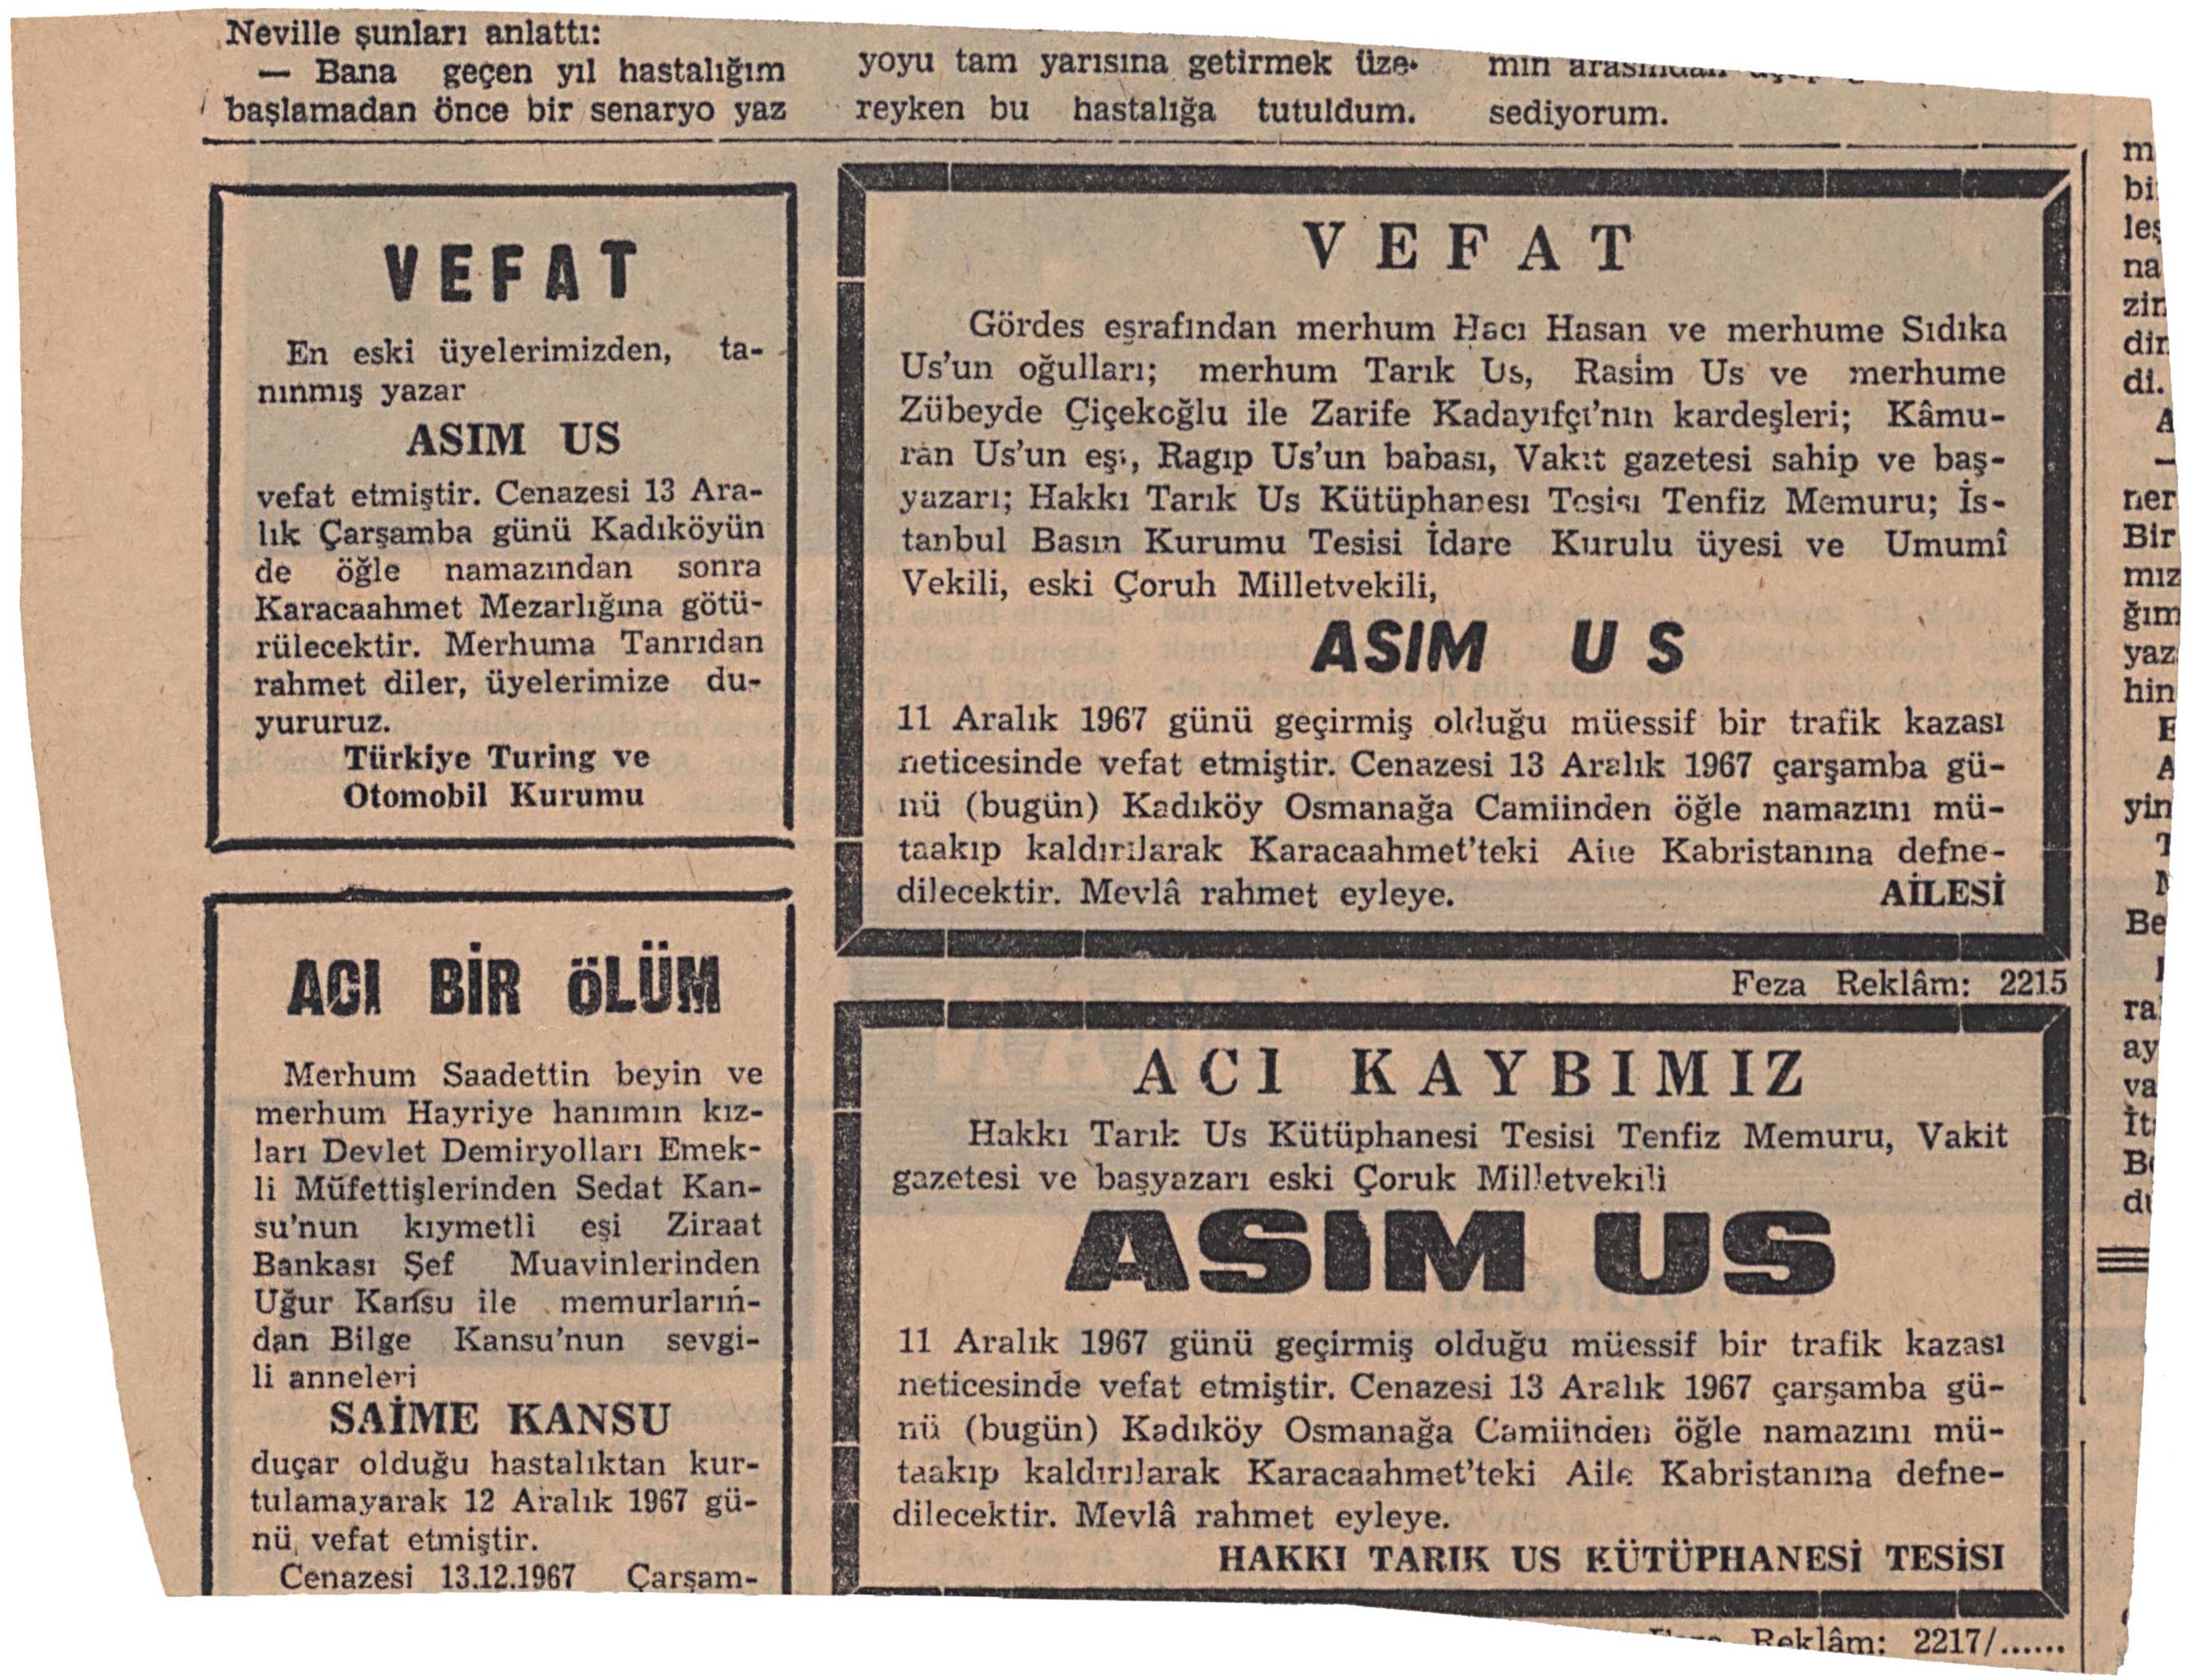 Neville şunları anlattı:
— Bana geçen yıl hastalığım
başlamadan önce bir senaryo yaz
yoyu tam yarısına getirmek üze-
reyken bu hastalığa tutuldum.
sediyorum.
VEFAT
En eski üyelerimizden, ta-
nınmış yazar
ASIM US
vefat etmiştir. Cenazesi 13 Ara-
lık Çarşamba günü Kadıköyün
de öğle namazından sonra
Karacaahmet Mezarlığına götü-
rülecektir. Merhuma Tanrıdan
rahmet diler, üyelerimize du-
yururuz.
Türkiye Turing ve
Otomobil Kurumu
ACI BİR ÖLÜM
Merhum Saadettin beyin ve
merhum Hayriye hanımın kız-
ları Devlet Demiryolları Emek-
li Müfettişlerinden Sedat Kan-
su'nun kıymetli eşi Ziraat
Bankası Şef Muavinlerinden
Uğur Kansu ile memurların-
dan Bilge Kansu'nun sevgi-
li anneleri
SAİME KANSU
duçar olduğu hastalıktan kur-
tulamayarak 12 Aralık 1967 gü-
nü, vefat etmiştir.
Cenazesi 13.12.1967 Çarşam-
VEFAT
Gördes eşrafından merhum Hacı Hasan ve merhume Sıdıka
Us'un oğulları; merhum Tarık Us, Rasim Us ve merhume
Zübeyde Çiçekoğlu ile Zarife Kadayıfçı'nın kardeşleri; Kâmu-
ran Us'un eşi, Ragıp Us'un babası, Vakit gazetesi sahip ve baş-
yazarı; Hakkı Tarık Us Kütüphanesi Tesisi Tenfiz Memuru; İs-
tanbul Basın Kurumu Tesisi İdare Kurulu üyesi ve Umumî
Vekili, eski Çoruh Milletvekili,
ASIM US
11 Aralık 1967 günü geçirmiş olduğu müessif bir trafik kazası
neticesinde vefat etmiştir. Cenazesi 13 Aralık 1967 çarşamba gü-
nü (bugün) Kadıköy Osmanağa Camiinden öğle namazını mü-
taakıp kaldırılarak Karacaahmet'teki Aile Kabristanına defne-
dilecektir. Mevlâ rahmet eyleye. AİLESİ
Feza Reklâm: 2215
ACI KAYBIMIZ
Hakkı Tarık Us Kütüphanesi Tesisi Tenfiz Memuru, Vakit
gazetesi ve başyazarı eski Çoruk Milletvekili
ASIM US
11 Aralık 1967 günü geçirmiş olduğu müessif bir trafik kazası
neticesinde vefat etmiştir. Cenazesi 13 Aralık 1967 çarşamba gü-
nü (bugün) Kadıköy Osmanağa Camiinden öğle namazını mü-
taakıp kaldırılarak Karacaahmet'teki Aile Kabristanına defne-
dilecektir. Mevlâ rahmet eyleye.
HAKKI TARIK US KÜTÜPHANESİ TESİSİ
Reklâm: 2217/......